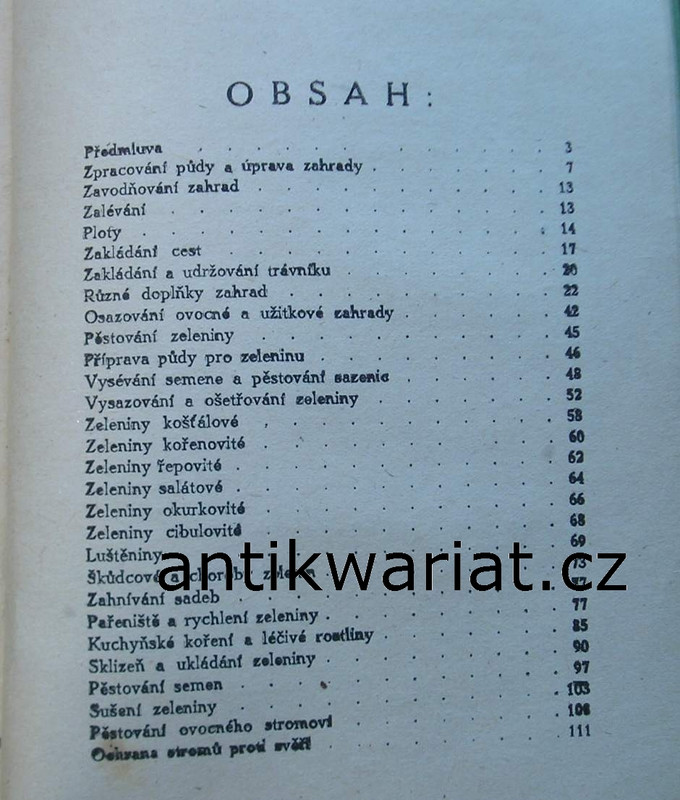 OBSAH:
Předmluva . . . . . . . . . 3
Zpracování půdy a úprava zahrady . . . . . . 7
Zavodňování zahrad . . . . . . . 13
Zalévání . . . . . . . . . 13
Ploty . . . . . . . . . 14
Zakládání cest . . . . . . . . 17
Zakládání a udržování trávníku . . . . . . 20
Různé doplňky zahrad . . . . . . . 22
Osazování ovocné a užitkové zahrady . . . . . 42
Pěstování zeleniny . . . . . . . 45
Příprava půdy pro zeleninu . . . . . . 46
Vysévání semene a pěstování sazenic . . . . . 48
Vysazování a ošetřování zeleniny . . . . . 52
Zeleniny košťálové . . . . . . . 58
Zeleniny kořenovité . . . . . . . 60
Zeleniny řepovité . . . . . . . 62
Zeleniny salátové . . . . . . . 64
Zeleniny okurkovité . . . . . . . 66
Zeleniny cibulovité . . . . . . . 68
Luštěniny . . . . . . . . 69
Škůdcové a choroby . . . . . 73
Zahnívání sadeb . . . . . . . 77
Pařeniště a rychlení zeleniny . . . . . . 77
Kuchyňské koření a léčivé rostliny . . . . . 85
Sklizeň a ukládání zeleniny . . . . . . 90
Pěstování semen . . . . . . . 97
Sušení zeleniny . . . . . . . 103
Pěstování ovocného stromoví . . . . . 108
Ochrana stromů proti zvěři . . . . . . 111
antikwariat.cz